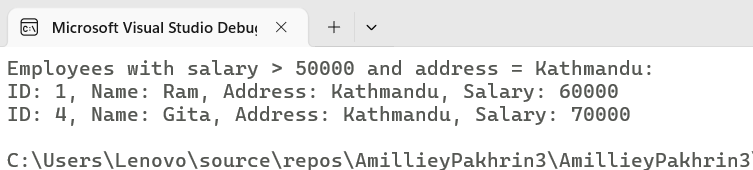 Microsoft Visual Studio Debug
Employees with salary > 50000 and address = Kathmandu:
ID: 1, Name: Ram, Address: Kathmandu, Salary: 60000
ID: 4, Name: Gita, Address: Kathmandu, Salary: 70000
C:\Users\Lenovo\source\repos\AmillieyPakhrin3\AmillieyPakhrin3\